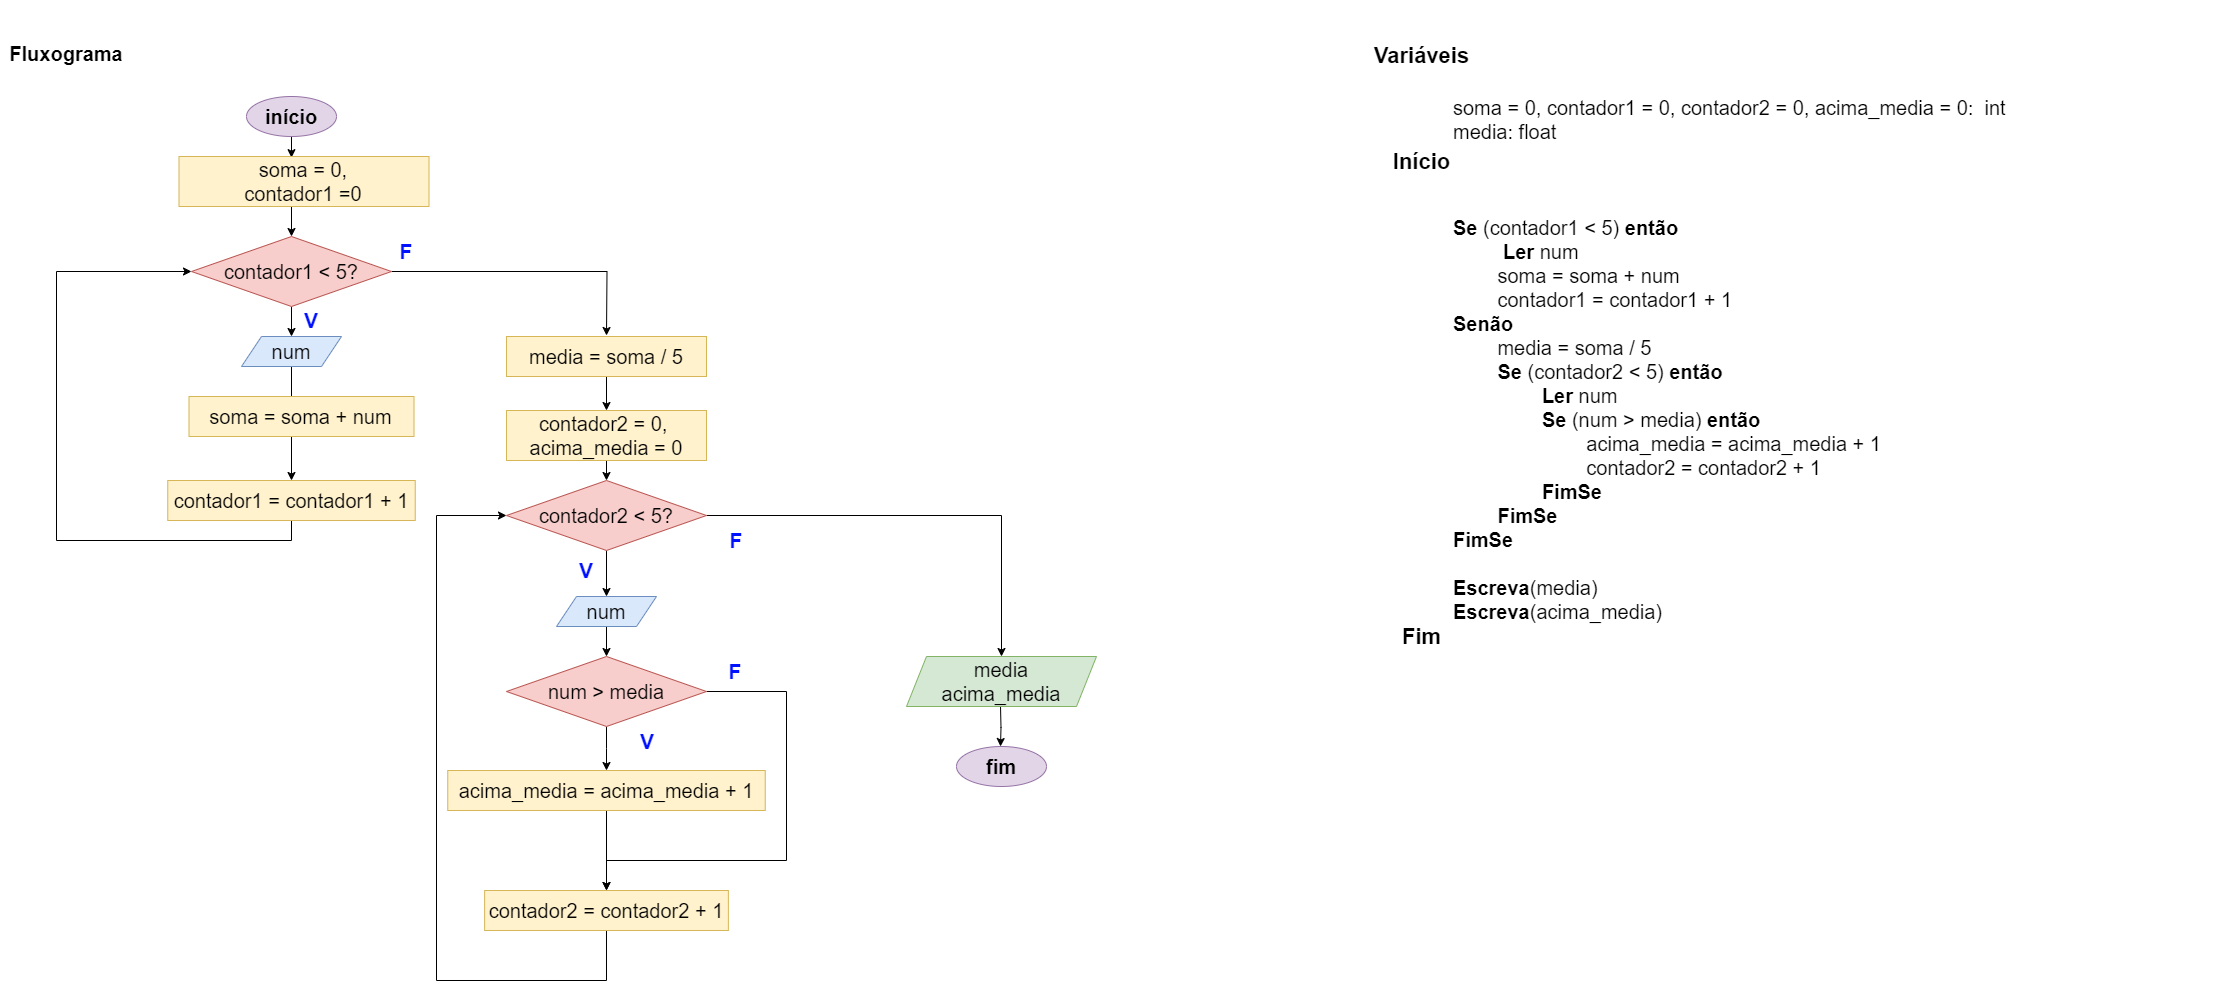 Fluxograma
início
soma = 0,
contador1 =0
contador1 < 5?
F
V
num
soma = soma + num
contador1 = contador1 + 1
media = soma / 5
contador2 = 0,
acima_media = 0
contador2 < 5?
F
V
num
num > media
F
V
acima_media = acima_media + 1
contador2 = contador2 + 1
media
acima_media
fim
Variáveis
soma = 0, contador1 = 0, contador2 = 0, acima_media = 0:  int
media: float
Início
Se (contador1 < 5) então
Ler num
soma = soma + num
contador1 = contador1 + 1
Senão
media = soma / 5
Se (contador2 < 5) então
Ler num
Se (num > media) então
acima_media = acima_media + 1
contador2 = contador2 + 1
FimSe
FimSe
FimSe
Escreva(media)
Escreva(acima_media)
Fim